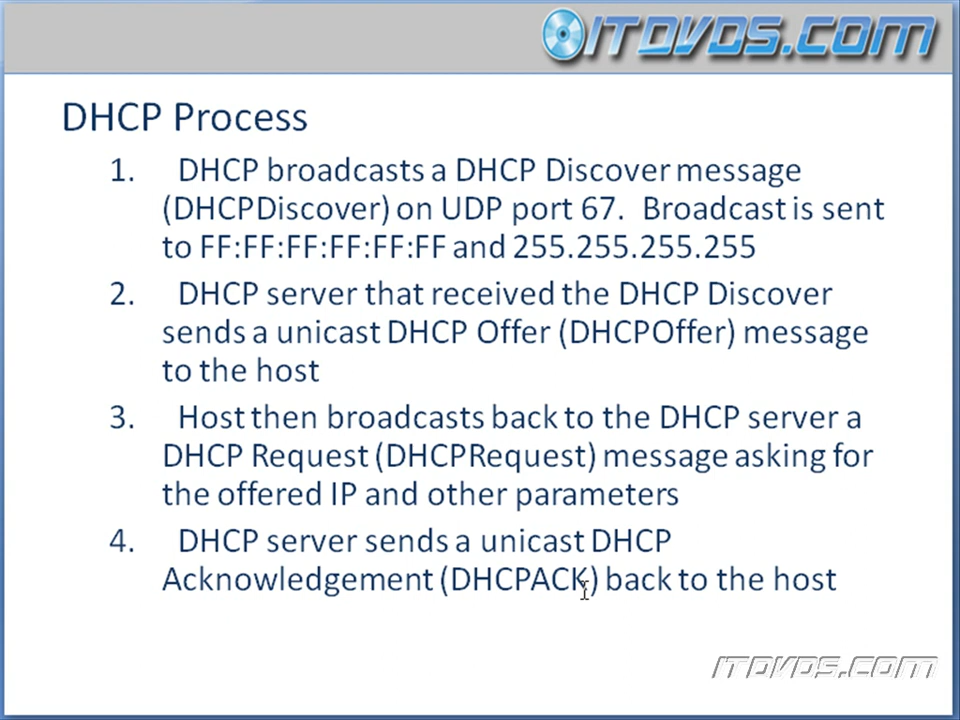 ITDVDS.COM
DHCP Process
1. DHCP broadcasts a DHCP Discover message
(DHCPDiscover) on UDP port 67. Broadcast is sent
to FF:FF:FF:FF:FF:FF and 255.255.255.255
2. DHCP server that received the DHCP Discover
sends a unicast DHCP Offer (DHCPOffer) message
to the host
3. Host then broadcasts back to the DHCP server a
DHCP Request (DHCPRequest) message asking for
the offered IP and other parameters
4. DHCP server sends a unicast DHCP
Acknowledgement (DHCPACK) back to the host
ITDVDS.COM